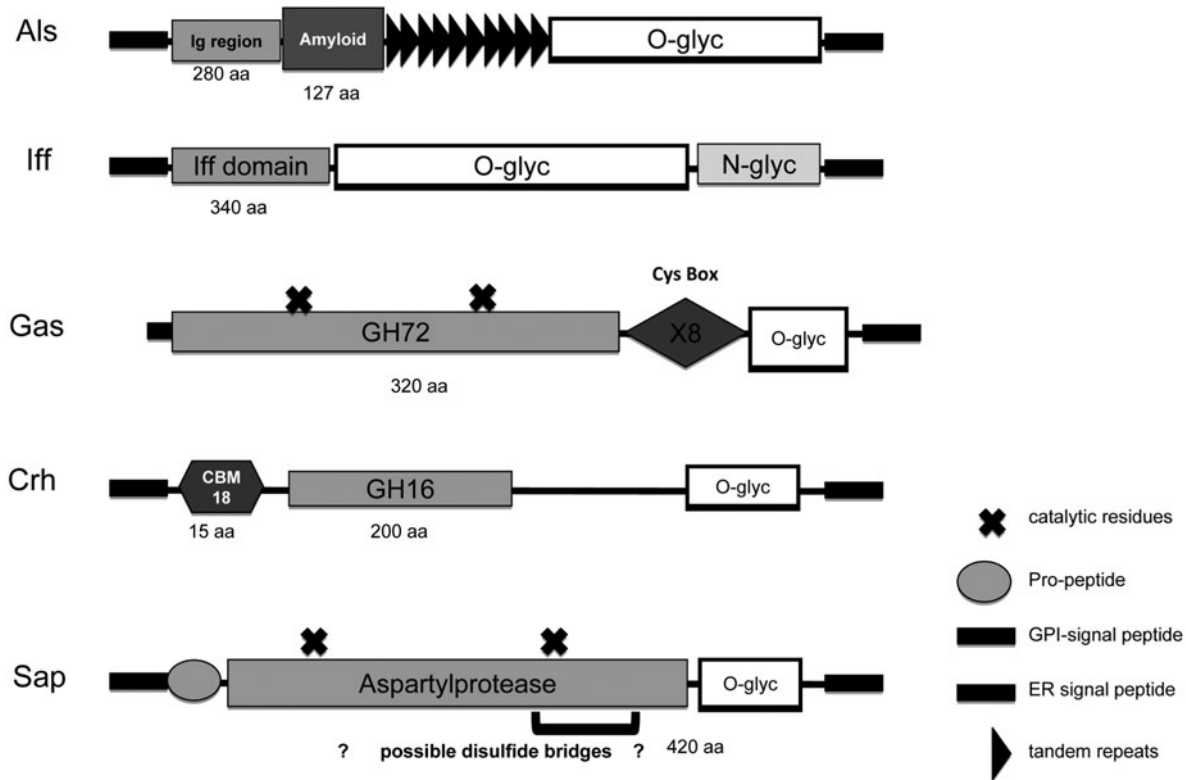 Als
Ig region
Amyloid
O-glyc
280 aa
127 aa
Iff
Iff domain
O-glyc
N-glyc
340 aa
Cys Box
Gas
GH72
X8
O-glyc
320 aa
Crh
CBM
18
GH16
O-glyc
15 aa
200 aa
Sap
Aspartylprotease
O-glyc
? possible disulfide bridges ?
420 aa
catalytic residues
Pro-peptide
GPI-signal peptide
ER signal peptide
tandem repeats